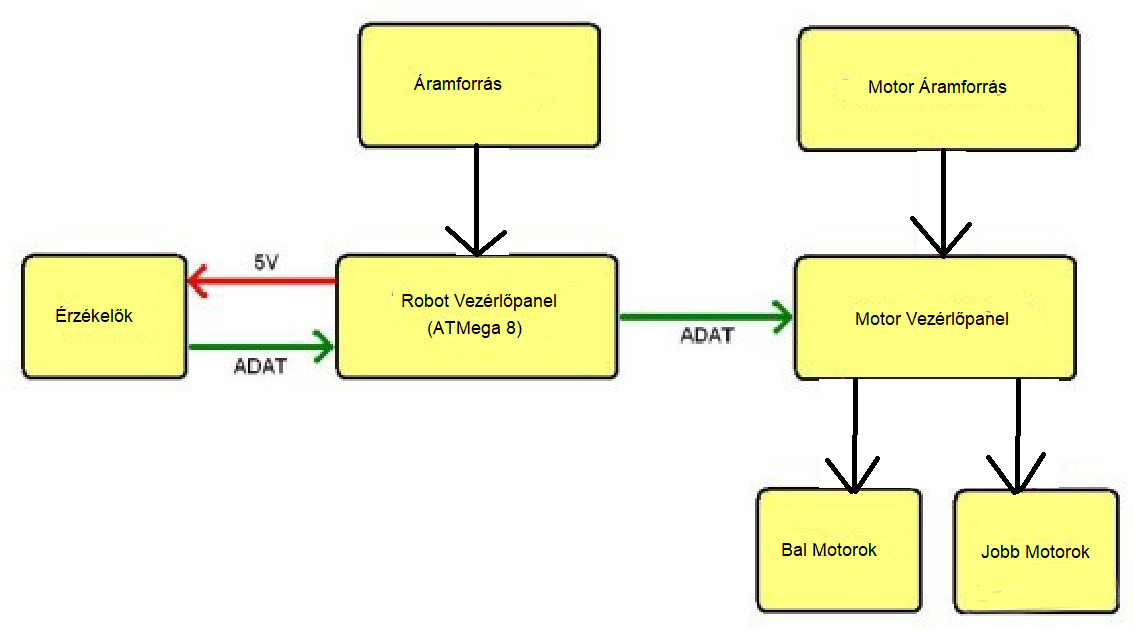 Áramforrás
Motor Áramforrás
5V
Érzékelők
ADAT
Robot Vezérlőpanel
(ATMega 8)
ADAT
Motor Vezérlőpanel
Bal Motorok
Jobb Motorok